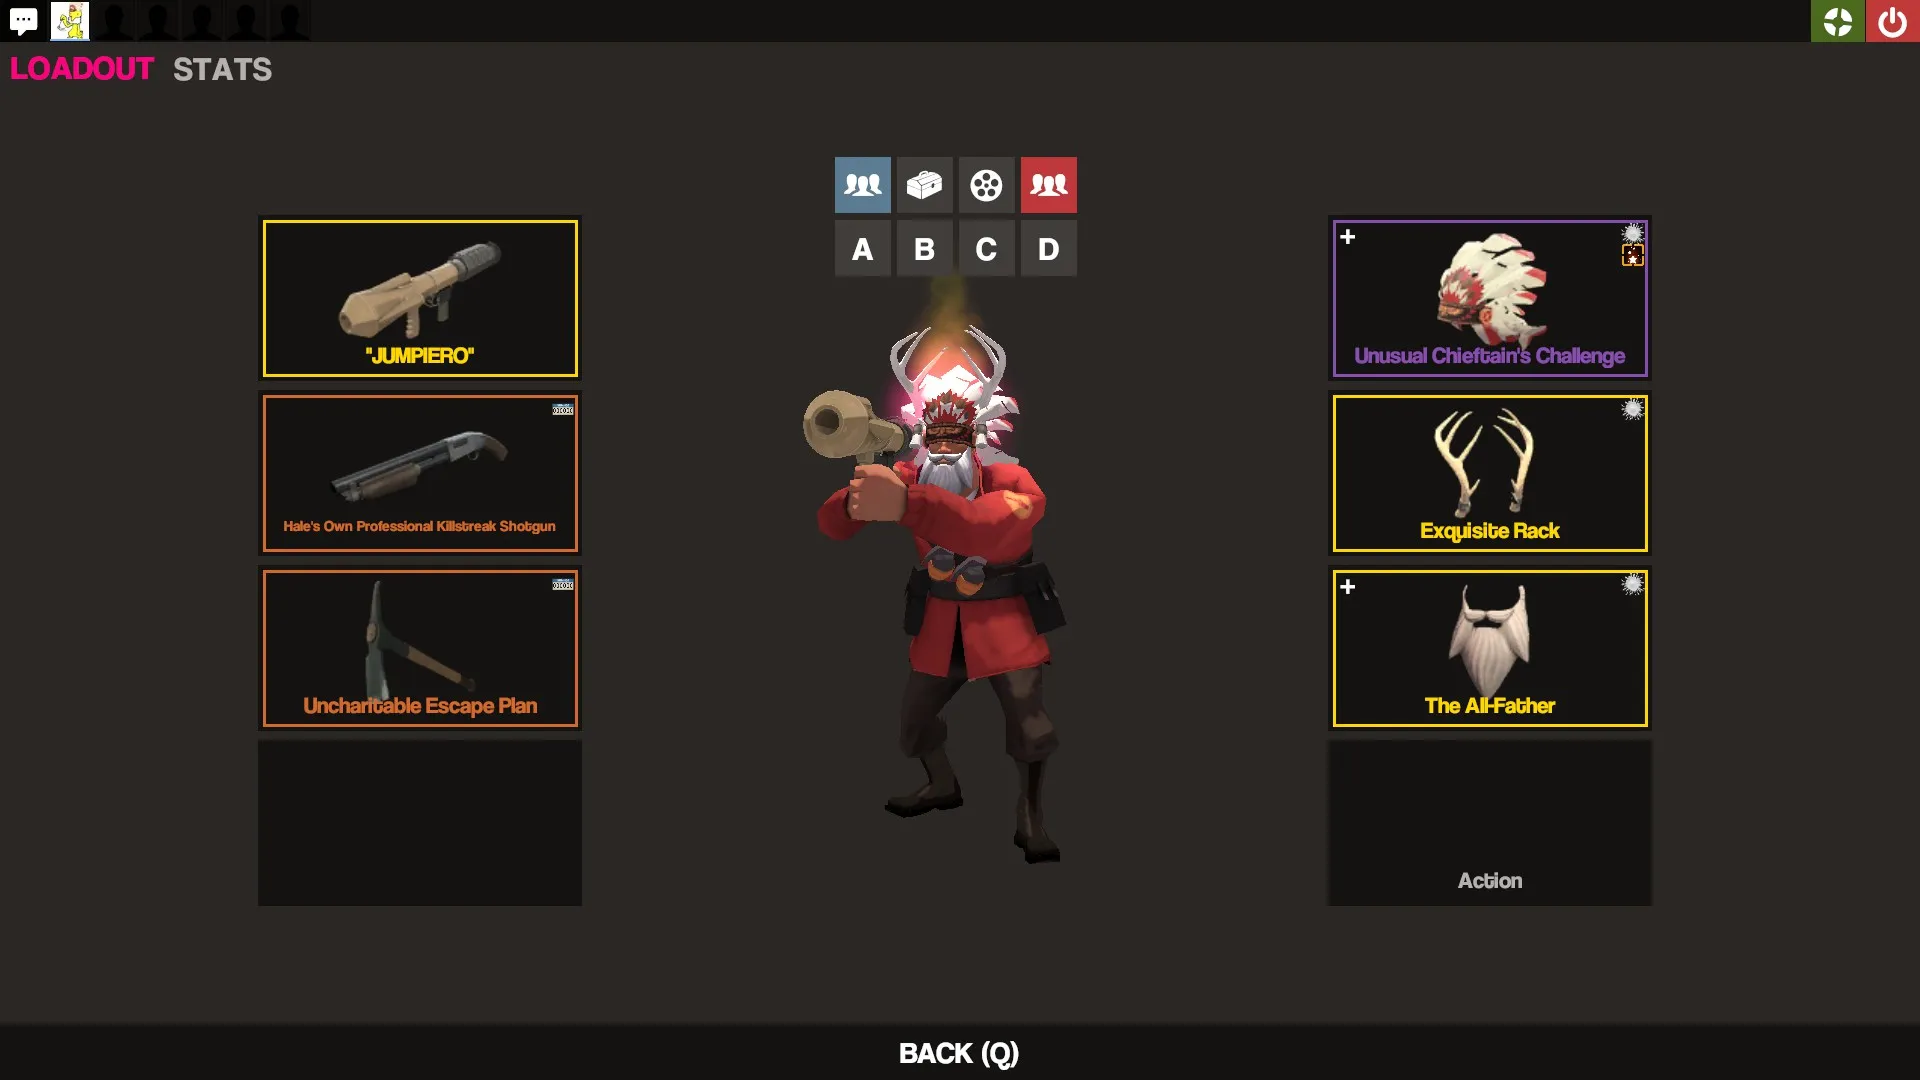 LOADOUT STATS
A B C D
"JUMPIERO"
Hale's Own Professional Killstreak Shotgun
Uncharitable Escape Plan
Unusual Chieftain's Challenge
Exquisite Rack
The All-Father
Action
BACK (Q)